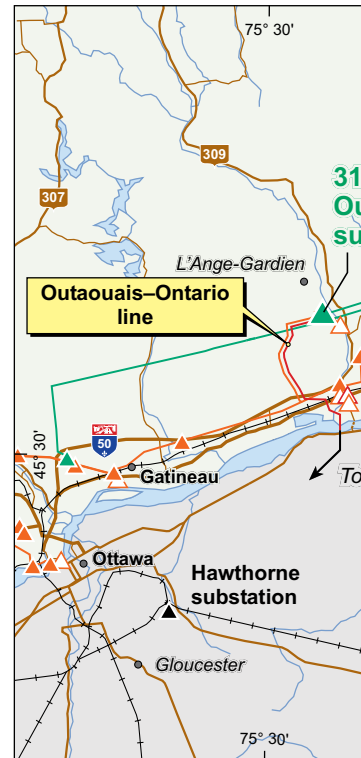 75° 30'
309
307
31
Ou
su
L'Ange-Gardien
Outaouais–Ontario
line
50
45° 30'
Gatineau
To
Ottawa
Hawthorne
substation
Gloucester
75° 30'